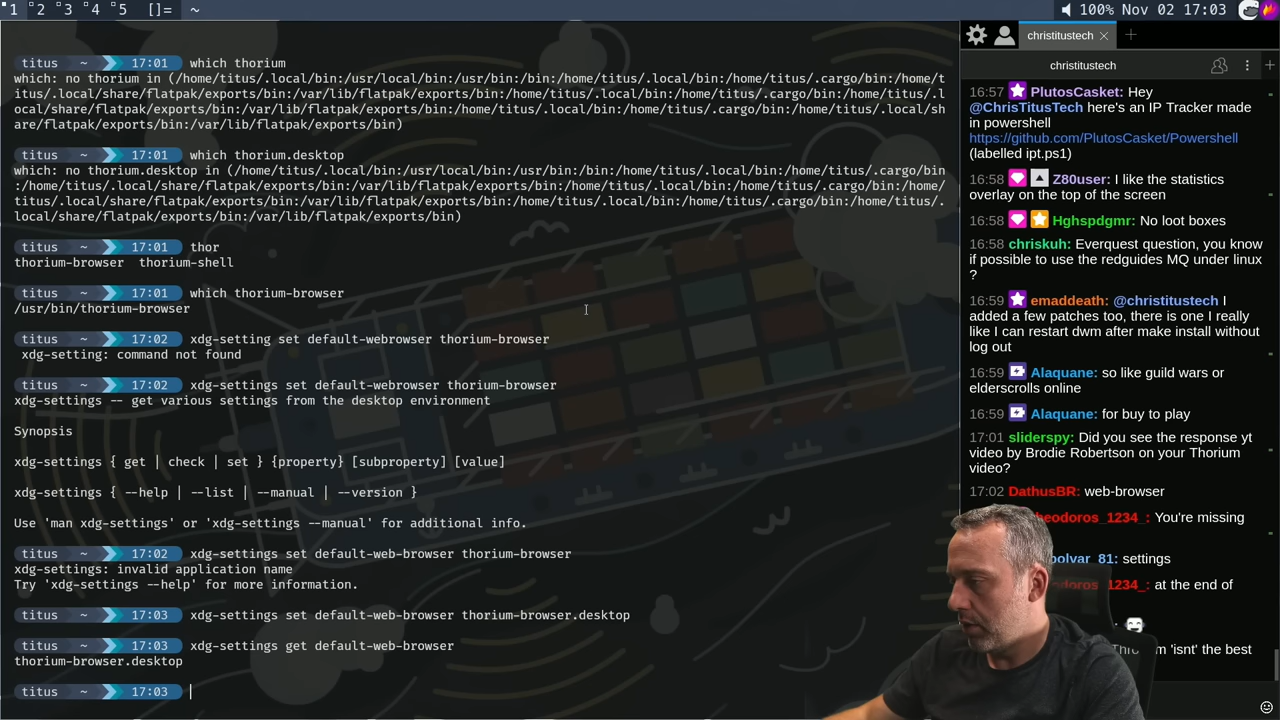 1 2 3 4 5 []= ~ 100% Nov 02 17:03
titus ~ 17:01 which thorium
which: no thorium in (/home/titus/.local/bin:/usr/local/bin:/usr/bin:/bin:/home/titus/.local/bin:/home/titus/.cargo/bin:/home/t
itus/.local/share/flatpak/exports/bin:/var/lib/flatpak/exports/bin:/home/titus/.local/bin:/home/titus/.cargo/bin:/home/titus/.l
ocal/share/flatpak/exports/bin:/var/lib/flatpak/exports/bin:/home/titus/.local/bin:/home/titus/.cargo/bin:/home/titus/.local/sh
are/flatpak/exports/bin:/var/lib/flatpak/exports/bin)
titus ~ 17:01 which thorium.desktop
which: no thorium.desktop in (/home/titus/.local/bin:/usr/local/bin:/usr/bin:/bin:/home/titus/.local/bin:/home/titus/.cargo/bin
:/home/titus/.local/share/flatpak/exports/bin:/var/lib/flatpak/exports/bin:/home/titus/.local/bin:/home/titus/.cargo/bin:/home/
titus/.local/share/flatpak/exports/bin:/var/lib/flatpak/exports/bin:/home/titus/.local/bin:/home/titus/.cargo/bin:/home/titus/.
local/share/flatpak/exports/bin:/var/lib/flatpak/exports/bin)
titus ~ 17:01 thor
thorium-browser thorium-shell
titus ~ 17:01 which thorium-browser
/usr/bin/thorium-browser
titus ~ 17:02 xdg-setting set default-webrowser thorium-browser
xdg-setting: command not found
titus ~ 17:02 xdg-settings set default-webrowser thorium-browser
xdg-settings -- get various settings from the desktop environment
Synopsis
xdg-settings { get | check | set } {property} [subproperty] [value]
xdg-settings { --help | --list | --manual | --version }
Use 'man xdg-settings' or 'xdg-settings --manual' for additional info.
titus ~ 17:02 xdg-settings set default-web-browser thorium-browser
xdg-settings: invalid application name
Try 'xdg-settings --help' for more information.
titus ~ 17:03 xdg-settings set default-web-browser thorium-browser.desktop
titus ~ 17:03 xdg-settings get default-web-browser
thorium-browser.desktop
titus ~ 17:03
christitustech
christitustech
16:57 PlutosCasket: Hey
@ChrisTitusTech here's an IP Tracker made
in powershell
https://github.com/PlutosCasket/Powershell
(labelled ipt.ps1)
16:58 Z80user: I like the statistics
overlay on the top of the screen
16:58 Hghspdgmr: No loot boxes
16:58 chriskuh: Everquest question, you know
if possible to use the redguides MQ under linux
?
16:59 emaddeath: @christitustech I
added a few patches too, there is one I really
like I can restart dwm after make install without
log out
16:59 Alaquane: so like guild wars or
elderscrolls online
16:59 Alaquane: for buy to play
17:01 sliderspy: Did you see the response yt
video by Brodie Robertson on your Thorium
video?
17:02 DathusBR: web-browser
heodoros_1234_: You're missing
polvar_81: settings
odoros_1234_: at the end of
'isnt' the best